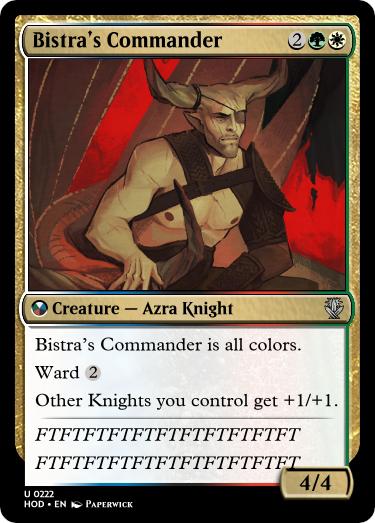 Bistra's Commander 2
Creature — Azra Knight
Bistra's Commander is all colors.
Ward 2
Other Knights you control get +1/+1.
FTFTFTFTFTFTFTFTFTFTFT
FTFTFTFTFTFTFTFTFTFTFT
4/4
U 0222
HOD • EN Paperwick